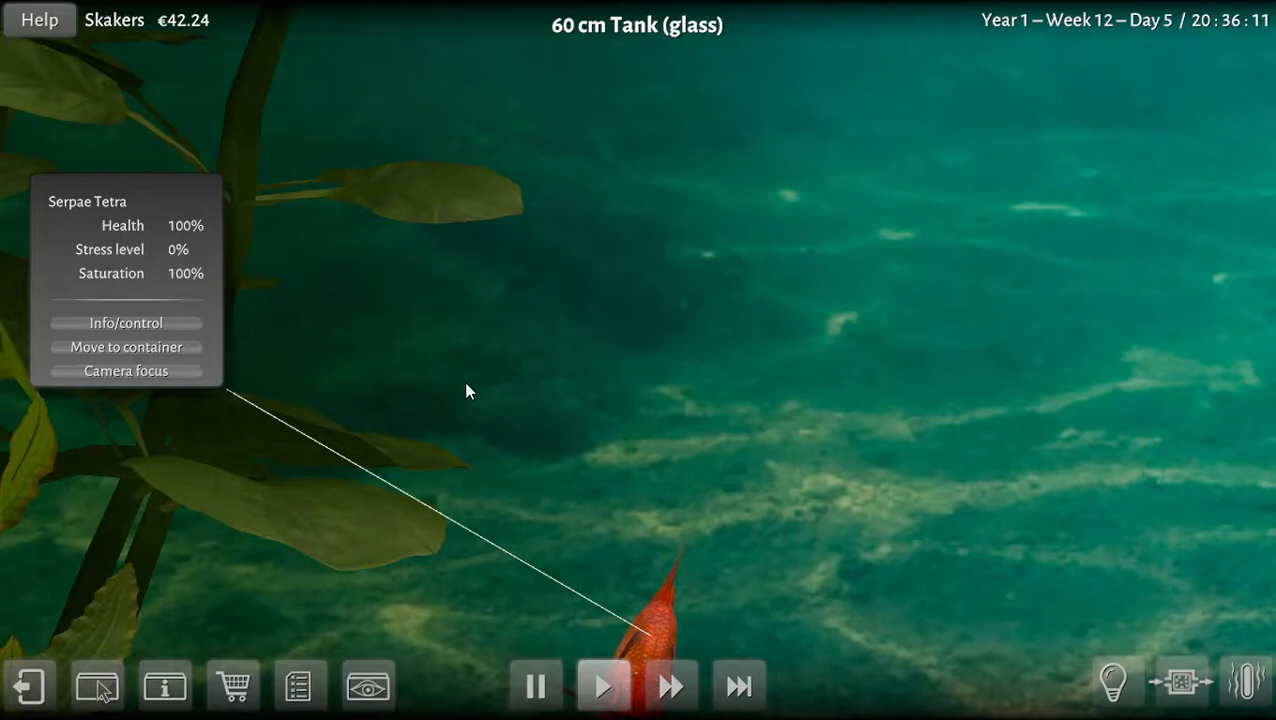 Help Skakers €42.24
60 cm Tank (glass)
Year 1 – Week 12 – Day 5 / 20 : 36 : 11
Serpae Tetra
Health 100%
Stress level 0%
Saturation 100%
Info/control
Move to container
Camera focus